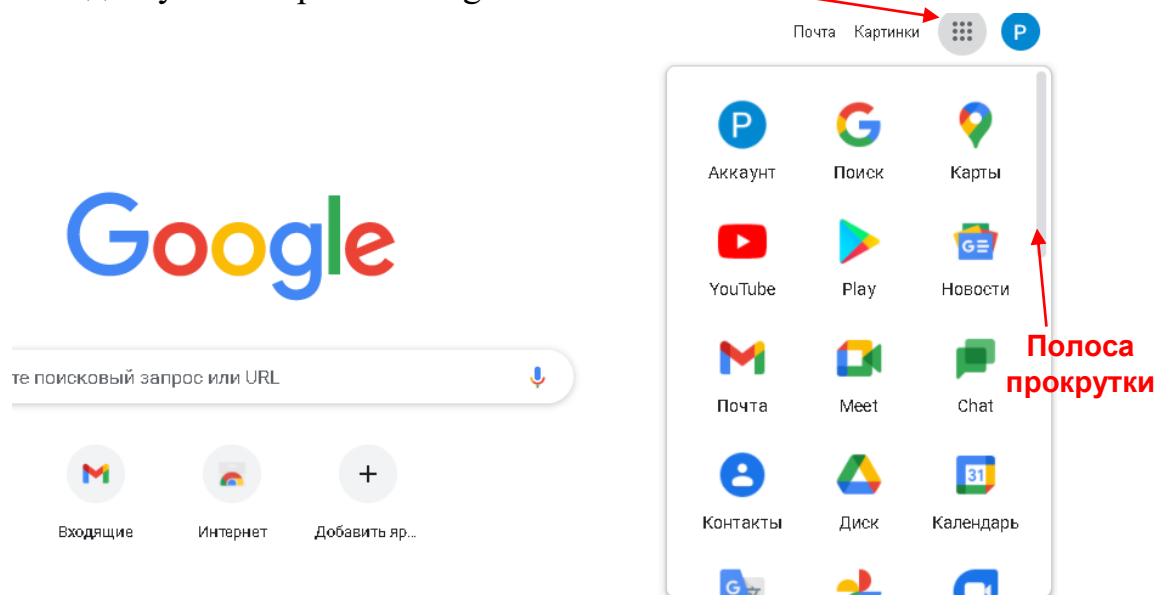 Почта Картинки
P
P
Аккаунт Поиск Карты
Google
YouTube Play Новости
Полоса
прокрутки
те поисковый запрос или URL
Почта Meet Chat
31
Контакты Диск Календарь
Входящие Интернет Добавить яр...
G